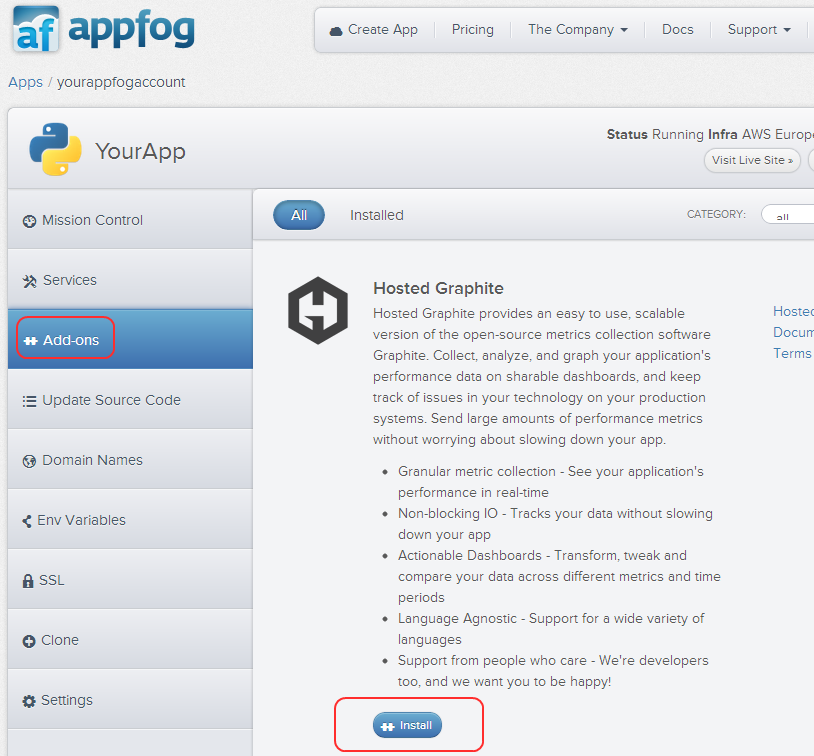 af appfog
Create App Pricing The Company Docs Support
Apps / yourappfogaccount
YourApp
Status Running Infra AWS Europe
Visit Live Site »
Mission Control
Services
Add-ons
Update Source Code
Domain Names
Env Variables
SSL
Clone
Settings
All Installed CATEGORY: all
Hosted Graphite
Hosted Graphite provides an easy to use, scalable
version of the open-source metrics collection software
Graphite. Collect, analyze, and graph your application's
performance data on sharable dashboards, and keep
track of issues in your technology on your production
systems. Send large amounts of performance metrics
without worrying about slowing down your app.
• Granular metric collection - See your application's
performance in real-time
• Non-blocking IO - Tracks your data without slowing
down your app
• Actionable Dashboards - Transform, tweak and
compare your data across different metrics and time
periods
• Language Agnostic - Support for a wide variety of
languages
• Support from people who care - We're developers
too, and we want you to be happy!
Install
Hosted
Docum
Terms